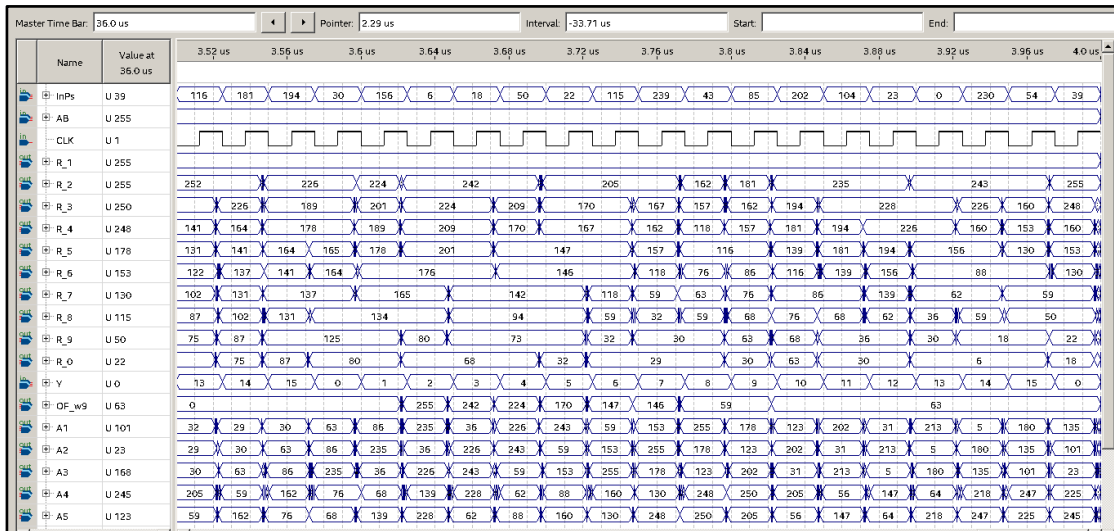 Master Time Bar: 36.0 us Pointer: 2.29 us Interval: -33.71 us Start: End:
Name Value at 36.0 us 3.52 us 3.56 us 3.6 us 3.64 us 3.68 us 3.72 us 3.76 us 3.8 us 3.84 us 3.88 us 3.92 us 3.96 us 4.0 us
InPs U 39 116 181 194 30 156 6 18 50 22 115 239 43 85 202 104 23 0 230 54 39
AB U 255
CLK U 1
R_1 U 255
R_2 U 255 252 226 224 242 205 162 181 235 243 255
R_3 U 250 226 189 201 224 209 170 167 157 162 194 228 226 160 248
R_4 U 248 141 164 178 189 209 170 167 162 118 157 181 194 226 160 153 160
R_5 U 178 131 141 164 165 178 201 147 157 116 139 181 194 156 130 153
R_6 U 153 122 137 141 164 176 146 118 76 86 116 139 156 88 130
R_7 U 130 102 131 137 165 142 118 59 63 76 86 139 62 59
R_8 U 115 87 102 131 134 94 59 32 59 68 76 68 62 36 59 50
R_9 U 50 75 87 125 80 73 32 30 63 68 36 30 18 22
R_0 U 22 75 87 80 68 32 29 30 63 30 6 18
Y U 0 13 14 15 0 1 2 3 4 5 6 7 8 9 10 11 12 13 14 15 0
OF_w9 U 63 0 255 242 224 170 147 146 59 63
A1 U 101 32 29 30 63 86 235 36 226 243 59 153 255 178 123 202 31 213 5 180 135
A2 U 23 29 30 63 86 235 36 226 243 59 153 255 178 123 202 31 213 5 180 135 101
A3 U 168 30 63 86 235 36 226 243 59 153 255 178 123 202 31 213 5 180 135 101 23
A4 U 245 205 59 162 76 68 139 228 62 88 160 130 248 250 205 56 147 64 218 247 225
A5 U 123 59 162 76 68 139 228 62 88 160 130 248 250 205 56 147 64 218 247 225 245